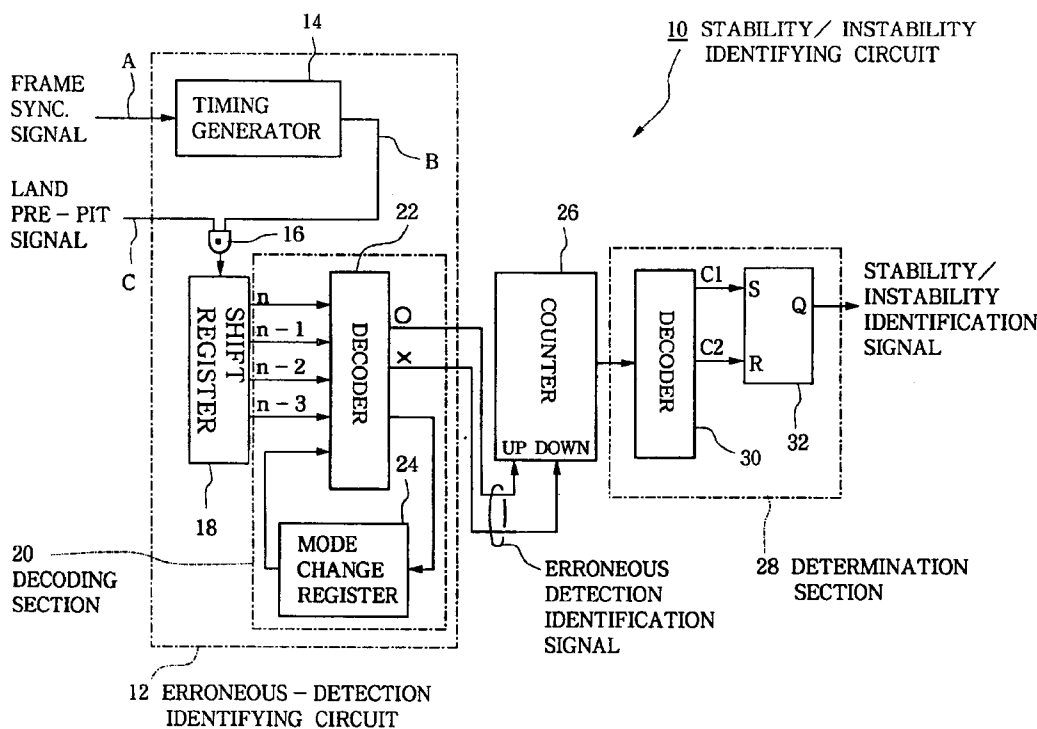 10 STABILITY/ INSTABILITY
IDENTIFYING CIRCUIT
14
A
FRAME
SYNC.
SIGNAL
TIMING
GENERATOR
B
LAND
PRE-PIT
SIGNAL
C
16
22
26
SHIFT
REGISTER
n
n-1
n-2
n-3
18
DECODER
O
X
24
MODE
CHANGE
REGISTER
20
DECODING
SECTION
COUNTER
UP DOWN
DECODER
C1
C2
S
R
Q
30
32
STABILITY/
INSTABILITY
IDENTIFICATION
SIGNAL
ERRONEOUS
DETECTION
IDENTIFICATION
SIGNAL
28 DETERMINATION
SECTION
12 ERRONEOUS-DETECTION
IDENTIFYING CIRCUIT